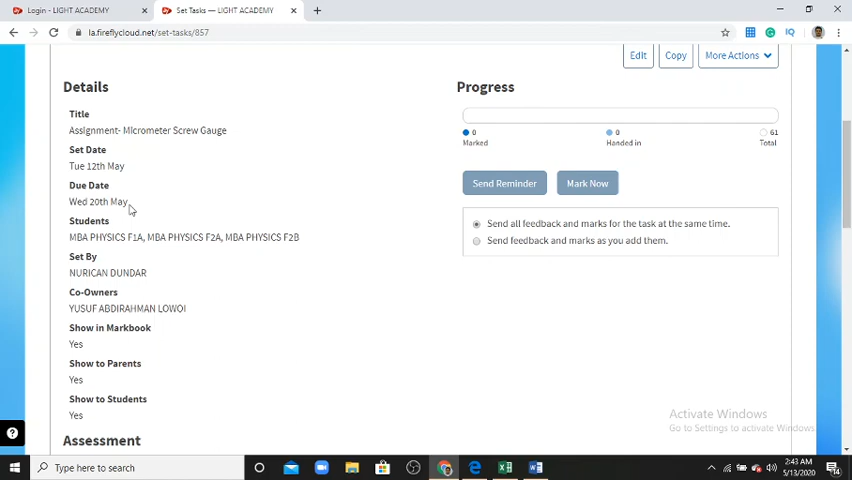 Login - LIGHT ACADEMY
Set Tasks — LIGHT ACADEMY
la.fireflycloud.net/set-tasks/857
Edit
Copy
More Actions
Details
Progress
Title
Assignment- Micrometer Screw Gauge
Set Date
Tue 12th May
Due Date
Wed 20th May
Students
MBA PHYSICS F1A, MBA PHYSICS F2A, MBA PHYSICS F2B
Set By
NURICAN DUNDAR
Co-Owners
YUSUF ABDIRAHMAN LOWOI
Show in Markbook
Yes
Show to Parents
Yes
Show to Students
Yes
Assessment
0
Marked
0
Handed in
61
Total
Send Reminder
Mark Now
Send all feedback and marks for the task at the same time.
Send feedback and marks as you add them.
Activate Windows
Go to Settings to activate Windows.
Type here to search
2:43 AM
5/13/2020
14